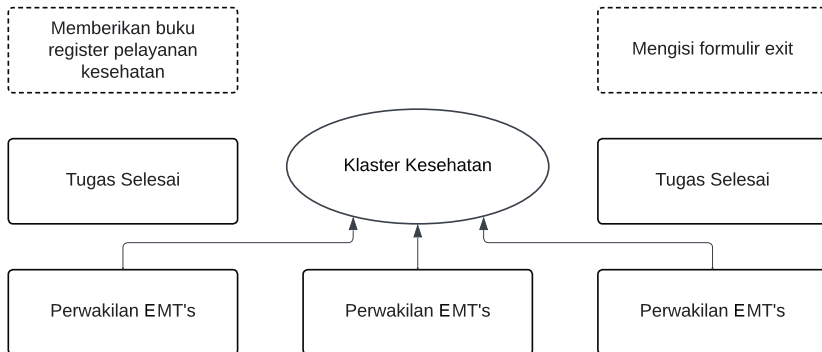 Memberikan buku
register pelayanan
kesehatan
Mengisi formulir exit
Tugas Selesai
Klaster Kesehatan
Tugas Selesai
Perwakilan EMT's
Perwakilan EMT's
Perwakilan EMT's